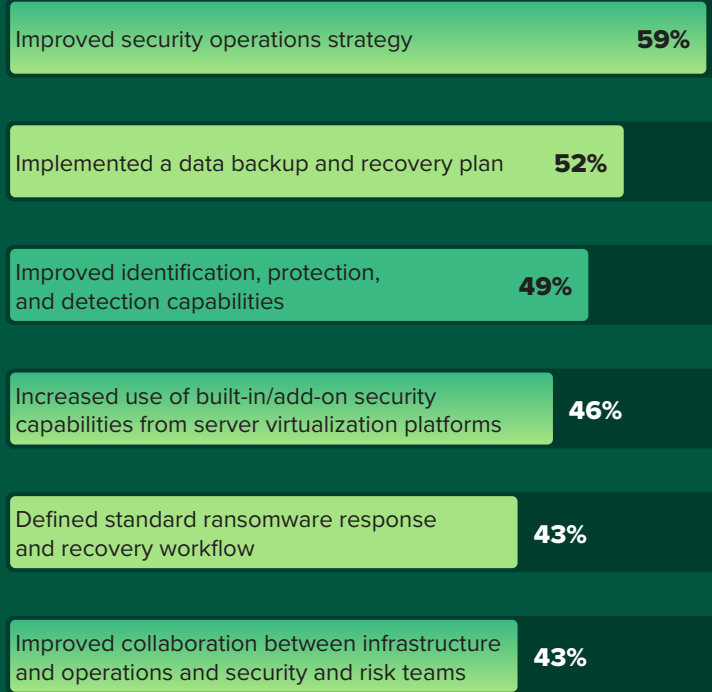 Improved security operations strategy 59%
Implemented a data backup and recovery plan 52%
Improved identification, protection,
and detection capabilities 49%
Increased use of built-in/add-on security
capabilities from server virtualization platforms 46%
Defined standard ransomware response
and recovery workflow 43%
Improved collaboration between infrastructure
and operations and security and risk teams 43%